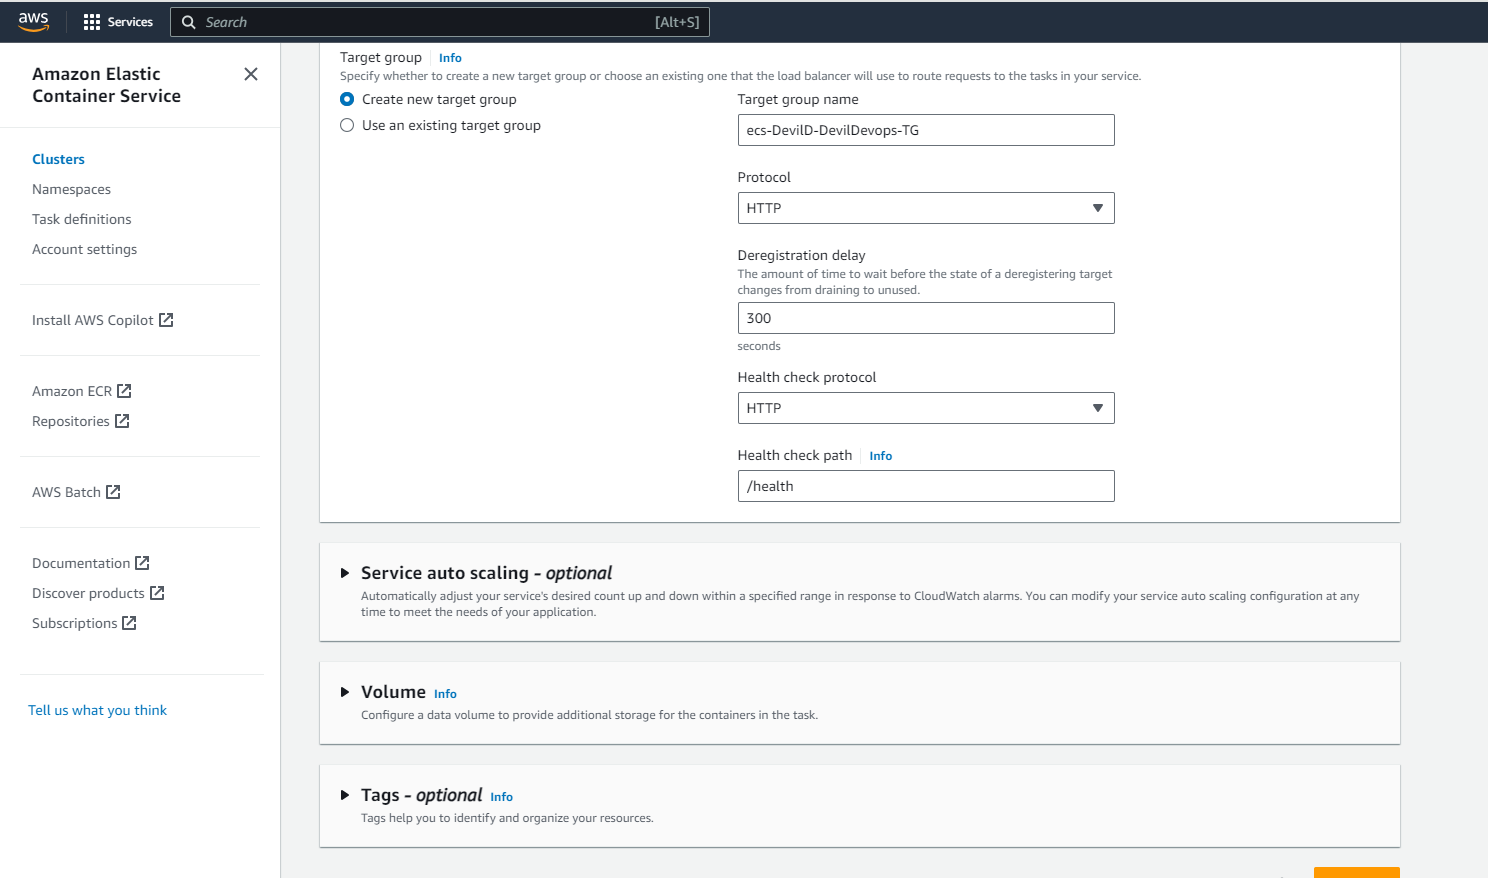 aws
Services
Search
[Alt+S]
Amazon Elastic
Container Service
Clusters
Namespaces
Task definitions
Account settings
Install AWS Copilot
Amazon ECR
Repositories
AWS Batch
Documentation
Discover products
Subscriptions
Tell us what you think
Target group Info
Specify whether to create a new target group or choose an existing one that the load balancer will use to route requests to the tasks in your service.
Create new target group
Use an existing target group
Target group name
ecs-DevilD-DevilDevops-TG
Protocol
HTTP
Deregistration delay
The amount of time to wait before the state of a deregistering target
changes from draining to unused.
300
seconds
Health check protocol
HTTP
Health check path Info
/health
Service auto scaling - optional
Automatically adjust your service's desired count up and down within a specified range in response to CloudWatch alarms. You can modify your service auto scaling configuration at any
time to meet the needs of your application.
Volume Info
Configure a data volume to provide additional storage for the containers in the task.
Tags - optional Info
Tags help you to identify and organize your resources.